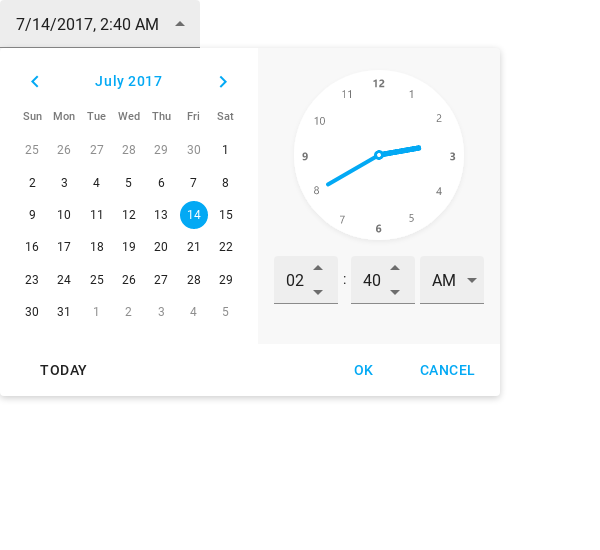 7/14/2017, 2:40 AM
July 2017
Sun Mon Tue Wed Thu Fri Sat
25 26 27 28 29 30 1
2 3 4 5 6 7 8
9 10 11 12 13 14 15
16 17 18 19 20 21 22
23 24 25 26 27 28 29
30 31 1 2 3 4 5
12
11 1
10 2
9 3
8 4
7 5
6
02 : 40 AM
TODAY OK CANCEL